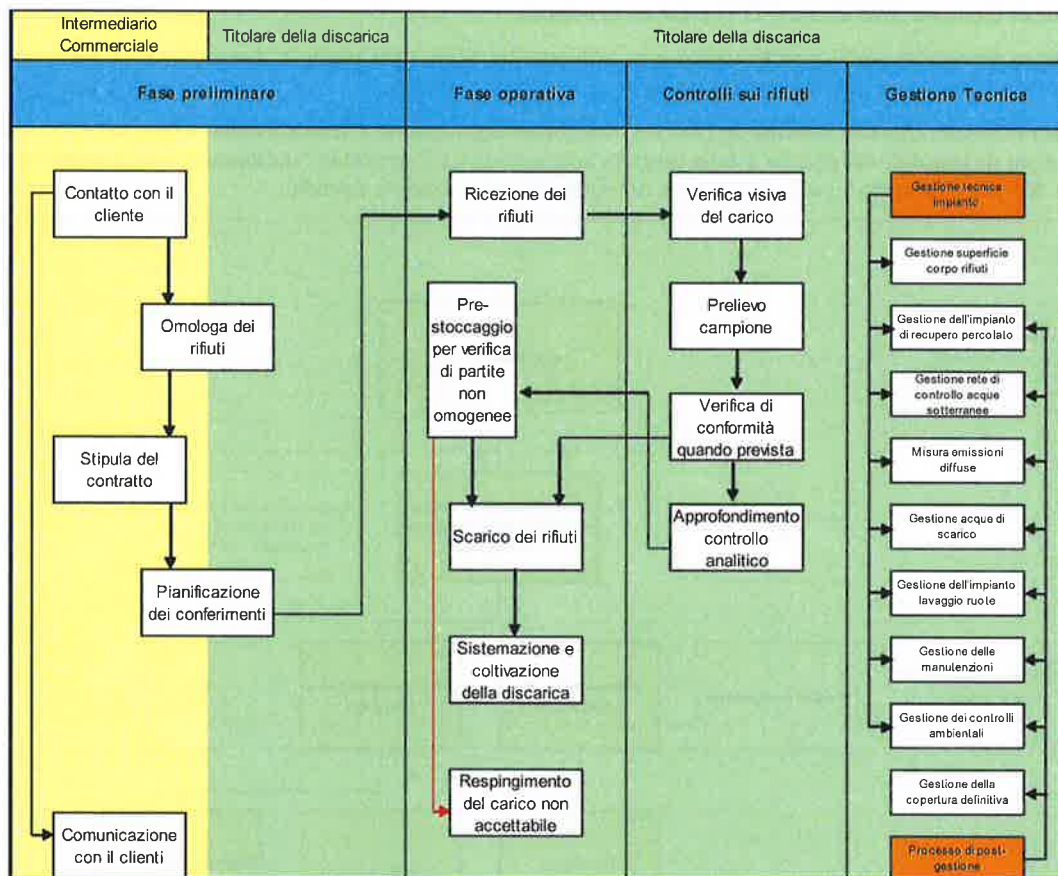 Intermediario
Commerciale
Titolare della discarica
Titolare della discarica
Fase preliminare
Fase operativa
Controlli sui rifiuti
Gestione Tecnica
Contatto con il
cliente
Omologa dei
rifiuti
Stipula del
contratto
Pianificazione
dei conferimenti
Comunicazione
con il clienti
Ricezione dei
rifiuti
Pre-
stoccaggio
per verifica
di partite
non
omogenee
Scarico dei rifiuti
Sistemazione e
coltivazione
della discarica
Respingimento
del carico non
accettabile
Verifica visiva
del carico
Prelievo
campione
Verifica di
conformità
quando prevista
Approfondimento
controllo
analitico
Gestione tecnica
impianto
Gestione superficie
corpo rifiuti
Gestione dell'impianto
di recupero percolato
Gestione rete di
controllo acque
sotterranee
Misura emissioni
diffuse
Gestione acque di
scarico
Gestione dell'impianto
lavaggio ruote
Gestione delle
manutenzioni
Gestione dei controlli
ambientali
Gestione della
copertura definitiva
Processo di post-
gestione